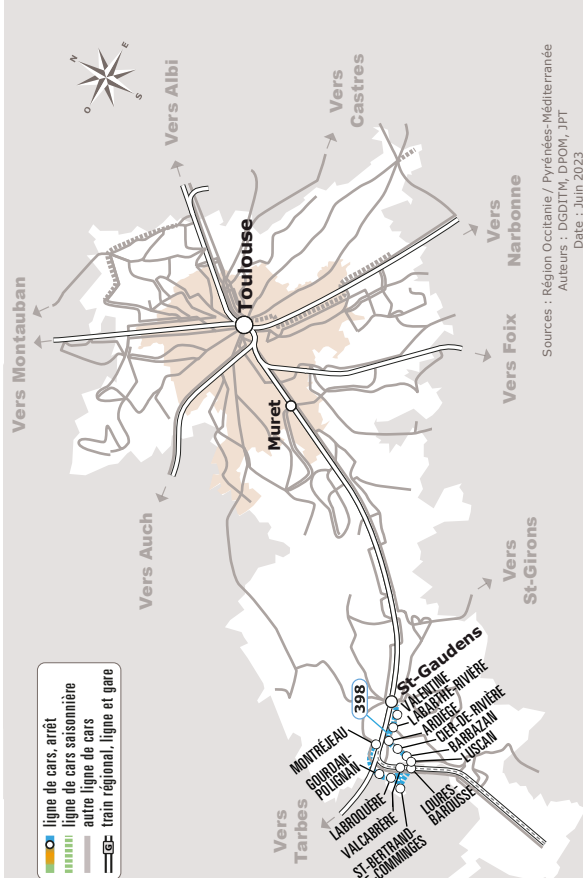 N
E
S
O
Vers Albi
Vers
Castres
Vers Montauban
Toulouse
Vers
Narbonne
Vers Foix
Muret
Vers Auch
Vers
St-Girons
St-Gaudens
398
VALENTINE
LABARTHE-RIVIÈRE
ARDIÈGE
CIER-DE-RIVIÈRE
BARBAZAN
LUSCAN
LOURES-
BAROUSSE
MONTRÉJEAU
GOURDAN-
POLIGNAN
LABROQUÈRE
VALCABRÈRE
ST-BERTRAND-
COMMINGES
Vers
Tarbes
ligne de cars, arrêt
ligne de cars saisonnière
autre ligne de cars
G
train régional, ligne et gare
Sources : Région Occitanie / Pyrénées-Méditerranée
Auteurs : DGDITM, DPOM, JPT
Date : Juin 2023